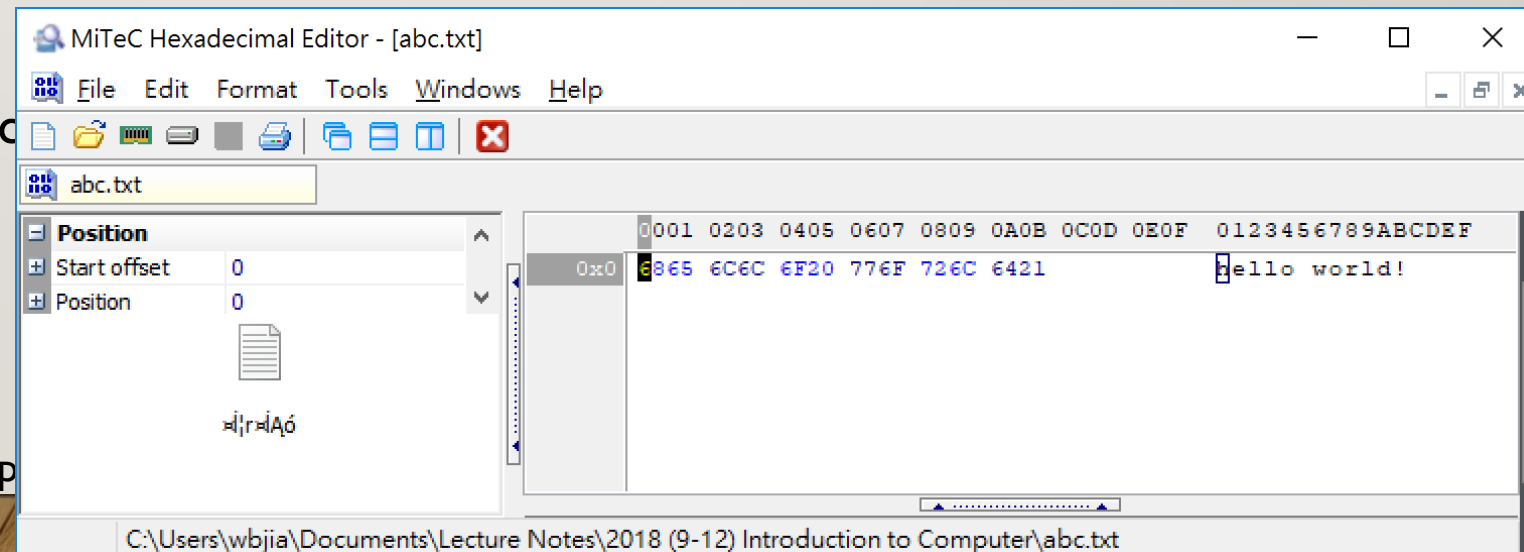 MiTeC Hexadecimal Editor - [abc.txt]
File Edit Format Tools Windows Help
abc.txt
Position
Start offset 0
Position 0
¤å¦r¤åÀÉ
0001 0203 0405 0607 0809 0A0B 0C0D 0E0F 0123456789ABCDEF
0x0 6865 6C6C 6F20 776F 726C 6421 hello world!
C:\Users\wbjia\Documents\Lecture Notes\2018 (9-12) Introduction to Computer\abc.txt